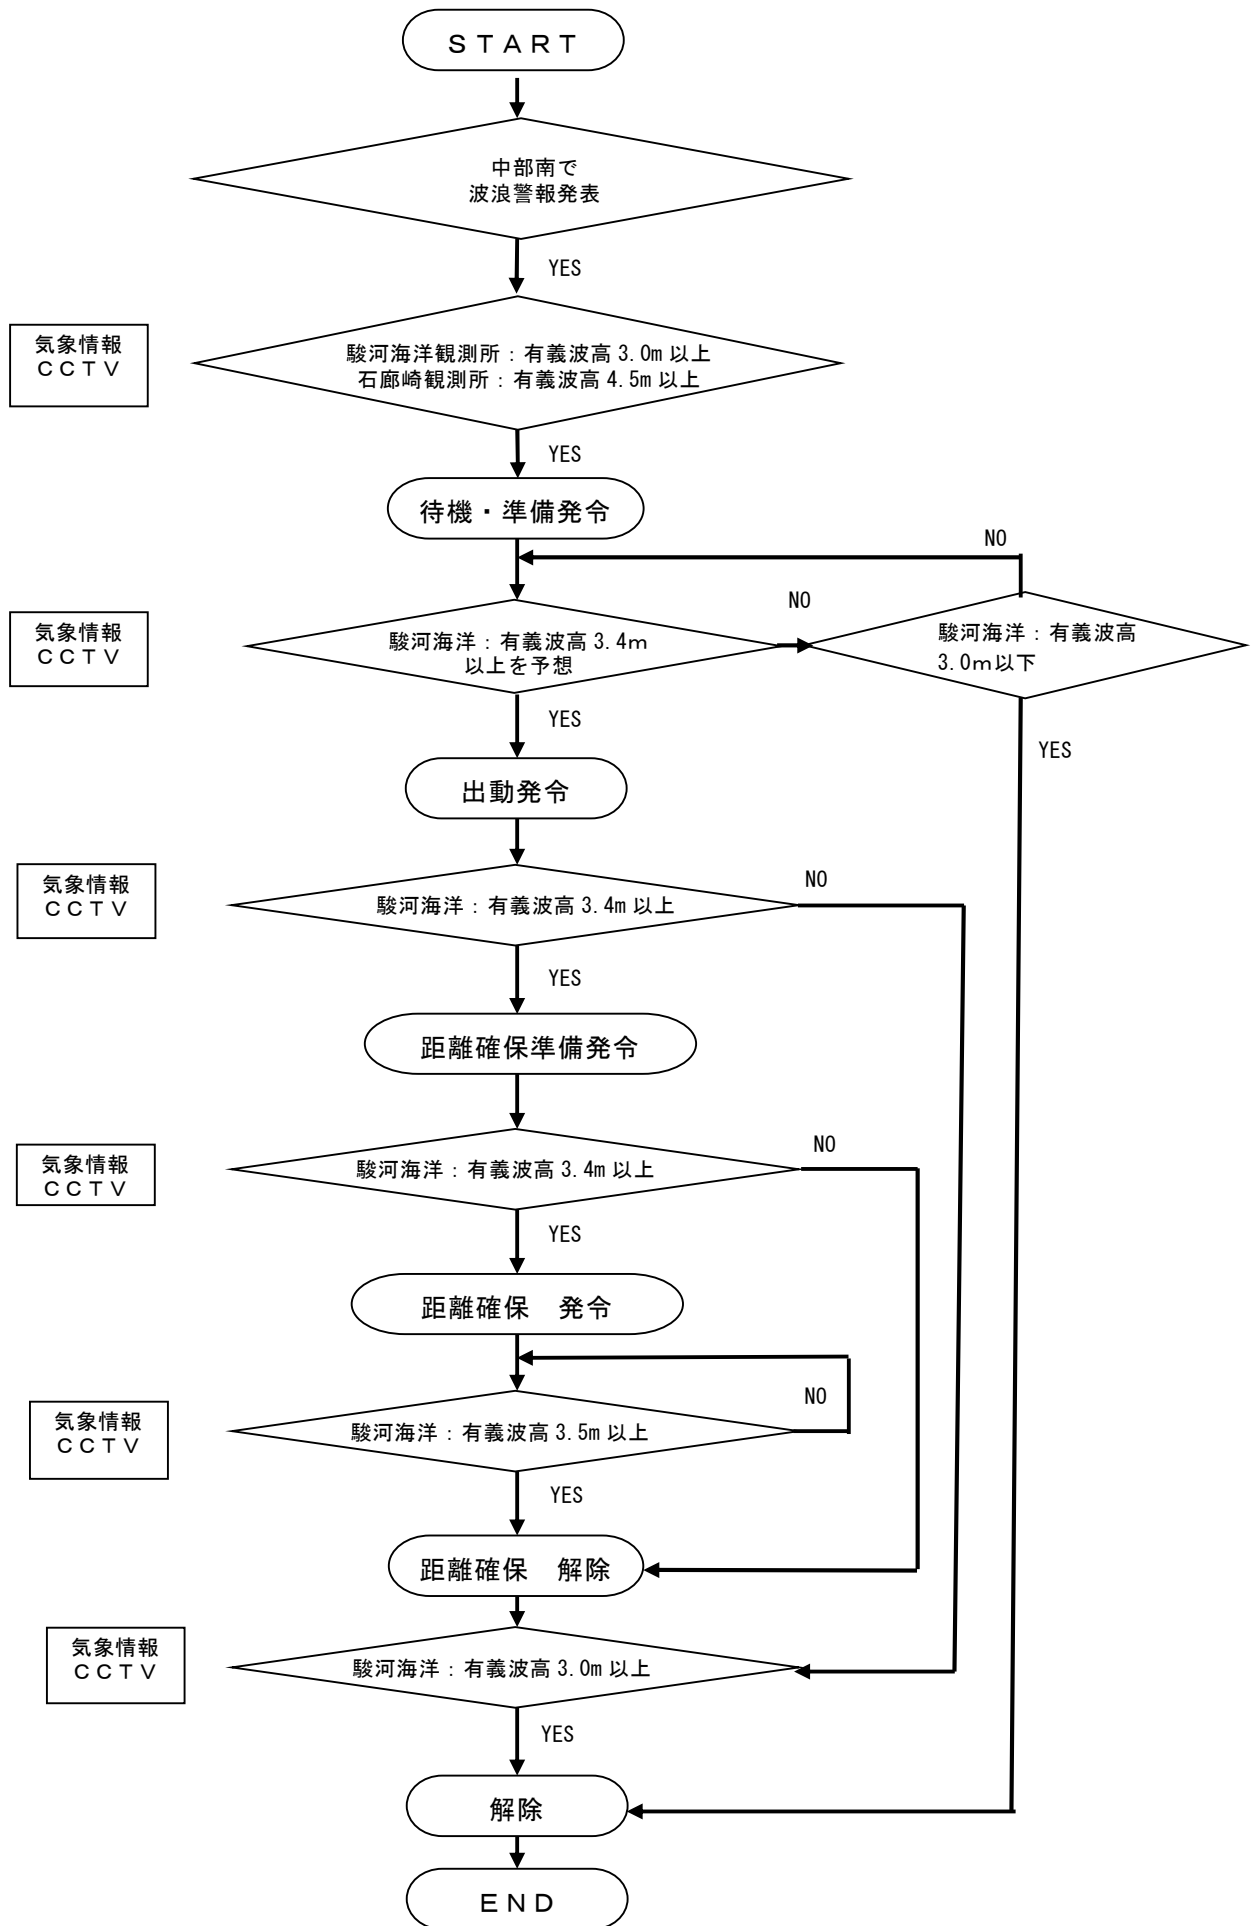 ＳＴＡＲＴ
中部南で
波浪警報発表
YES
気象情報
ＣＣＴＶ
駿河海洋観測所：有義波高 3.0m 以上
石廊崎観測所：有義波高 4.5m 以上
YES
待機・準備発令
NO
気象情報
ＣＣＴＶ
駿河海洋：有義波高 3.4ｍ
以上を予想
NO
駿河海洋：有義波高
3.0ｍ以下
YES
YES
出動発令
気象情報
ＣＣＴＶ
駿河海洋：有義波高 3.4m 以上
NO
YES
距離確保準備発令
気象情報
ＣＣＴＶ
駿河海洋：有義波高 3.4m 以上
NO
YES
距離確保　発令
気象情報
ＣＣＴＶ
駿河海洋：有義波高 3.5m 以上
NO
YES
距離確保　解除
気象情報
ＣＣＴＶ
駿河海洋：有義波高 3.0m 以上
YES
解除
ＥＮＤ